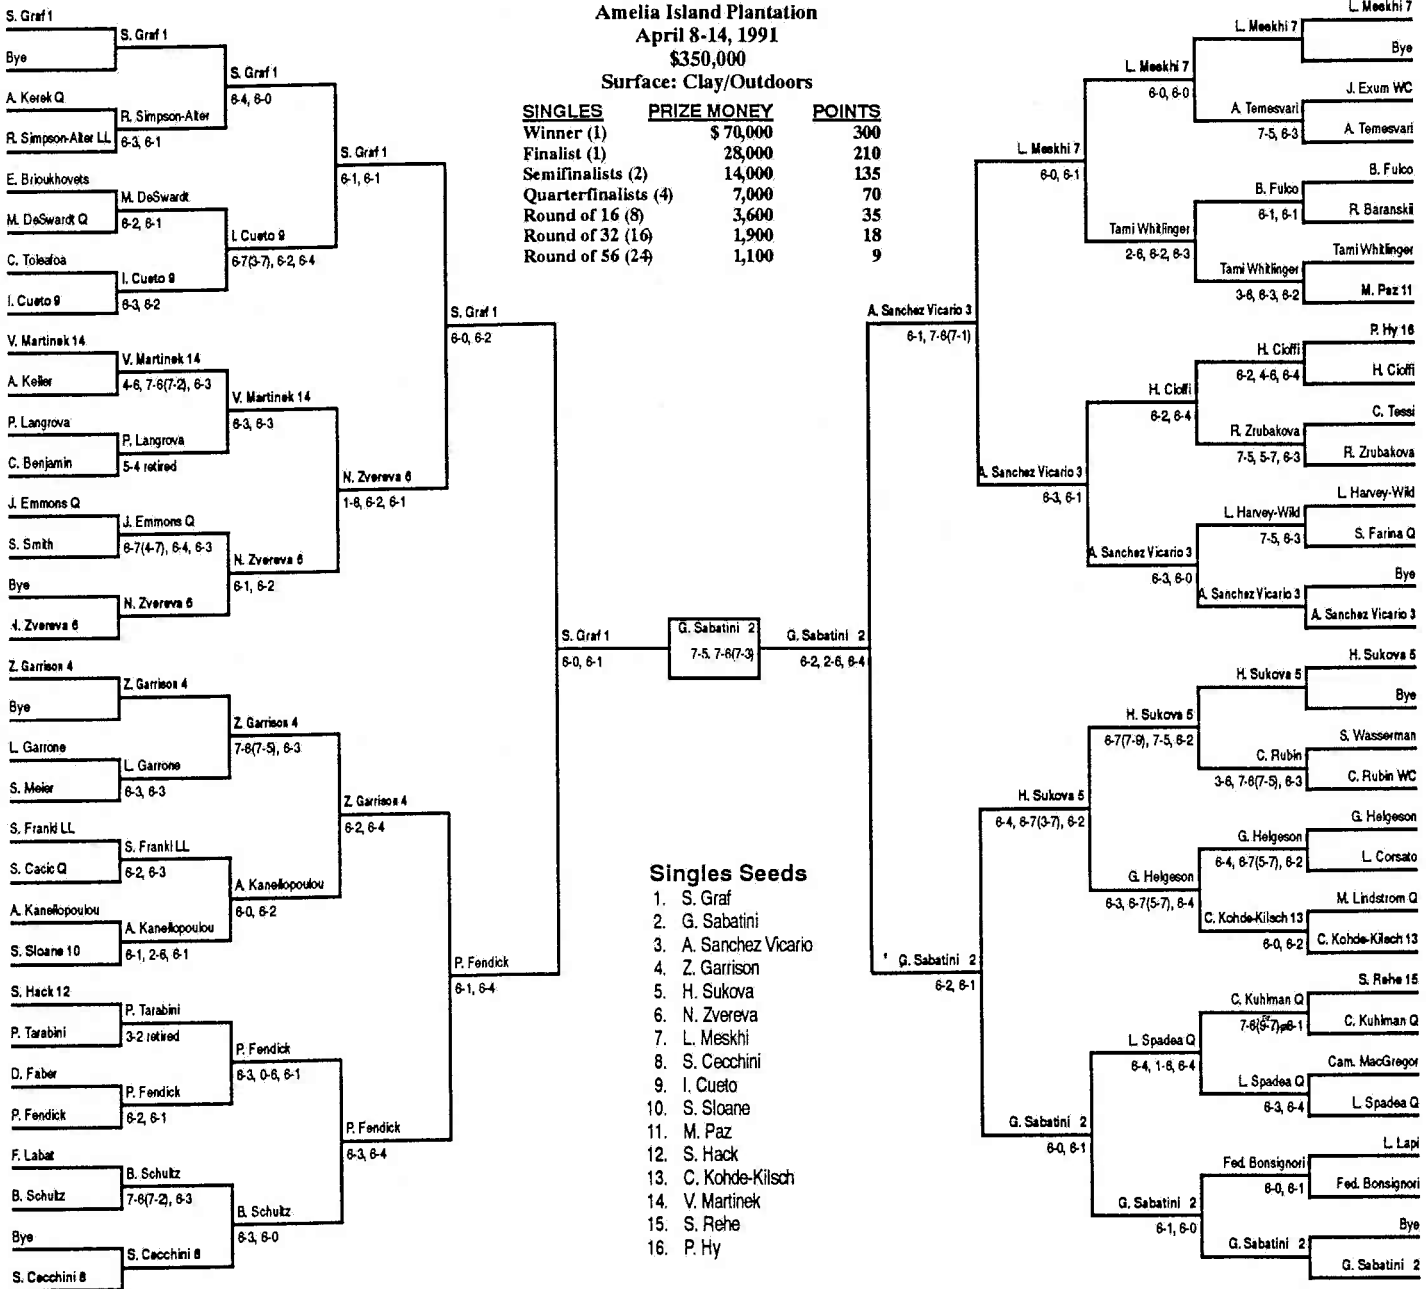 Amelia Island Plantation
April 8-14, 1991
$350,000
Surface: Clay/Outdoors
SINGLES PRIZE MONEY POINTS
Winner (1) $ 70,000 300
Finalist (1) 28,000 210
Semifinalists (2) 14,000 135
Quarterfinalists (4) 7,000 70
Round of 16 (8) 3,600 35
Round of 32 (16) 1,900 18
Round of 56 (24) 1,100 9
S. Graf 1
Bye
A. Kerek Q
R. Simpson-Alter LL
E. Brioukhovets
M. DeSwardt Q
C. Toleafoa
I. Cueto 9
V. Martinek 14
A. Keller
P. Langrova
C. Benjamin
J. Emmons Q
S. Smith
Bye
N. Zvereva 6
Z. Garrison 4
Bye
L. Garrone
S. Meier
S. Frankl LL
S. Cacic Q
A. Kanellopoulou
S. Sloane 10
S. Hack 12
P. Tarabini
D. Faber
P. Fendick
F. Labat
B. Schultz
Bye
S. Cecchini 8
S. Graf 1
R. Simpson-Alter
6-3, 6-1
M. DeSwardt
6-2, 6-1
I. Cueto 9
6-3, 6-2
V. Martinek 14
4-6, 7-6(7-2), 6-3
P. Langrova
5-4 retired
J. Emmons Q
6-7(4-7), 6-4, 6-3
N. Zvereva 6
Z. Garrison 4
L. Garrone
6-3, 6-3
S. Frankl LL
6-2, 6-3
A. Kanellopoulou
6-1, 2-6, 6-1
P. Tarabini
3-2 retired
P. Fendick
6-2, 6-1
B. Schultz
7-6(7-2), 6-3
S. Cecchini 8
S. Graf 1
6-4, 6-0
I. Cueto 9
6-7(3-7), 6-2, 6-4
V. Martinek 14
6-3, 6-3
N. Zvereva 6
6-1, 6-2
Z. Garrison 4
7-6(7-5), 6-3
A. Kanellopoulou
6-0, 6-2
P. Fendick
6-3, 0-6, 6-1
B. Schultz
6-3, 6-0
S. Graf 1
6-1, 6-1
N. Zvereva 6
1-6, 6-2, 6-1
Z. Garrison 4
6-2, 6-4
P. Fendick
6-3, 6-4
S. Graf 1
6-0, 6-2
P. Fendick
6-1, 6-4
S. Graf 1
6-0, 6-1
G. Sabatini 2
7-5, 7-6(7-3)
G. Sabatini 2
6-2, 2-6, 6-4
A. Sanchez Vicario 3
6-1, 7-6(7-1)
G. Sabatini 2
6-2, 6-1
L. Meskhi 7
6-0, 6-1
A. Sanchez Vicario 3
6-3, 6-1
H. Sukova 5
6-4, 6-7(3-7), 6-2
G. Sabatini 2
6-0, 6-1
L. Meskhi 7
6-0, 6-0
Tami Whitlinger
2-6, 6-2, 6-3
H. Cioffi
6-2, 6-4
A. Sanchez Vicario 3
6-3, 6-0
H. Sukova 5
6-7(7-9), 7-5, 6-2
G. Helgeson
6-3, 6-7(5-7), 6-4
L. Spadea Q
6-4, 1-6, 6-4
G. Sabatini 2
6-1, 6-0
L. Meskhi 7
A. Temesvari
7-5, 6-3
B. Fulco
6-1, 6-1
Tami Whitlinger
3-6, 6-3, 6-2
H. Cioffi
6-2, 4-6, 6-4
R. Zrubakova
7-5, 5-7, 6-3
L. Harvey-Wild
7-5, 6-3
A. Sanchez Vicario 3
H. Sukova 5
C. Rubin
3-6, 7-6(7-5), 6-3
G. Helgeson
6-4, 6-7(5-7), 6-2
C. Kohde-Kilsch 13
6-0, 6-2
C. Kuhlman Q
L. Spadea Q
6-3, 6-4
Fed. Bonsignori
6-0, 6-1
G. Sabatini 2
L. Meskhi 7
Bye
J. Exum WC
A. Temesvari
B. Fulco
R. Baranskii
Tami Whitlinger
M. Paz 11
P. Hy 16
H. Cioffi
C. Tessi
R. Zrubakova
L. Harvey-Wild
S. Farina Q
Bye
A. Sanchez Vicario 3
H. Sukova 5
Bye
S. Wasserman
C. Rubin WC
G. Helgeson
L. Corsato
M. Lindstrom Q
C. Kohde-Kilsch 13
S. Rehe 15
C. Kuhlman Q
Cam. MacGregor
L. Spadea Q
L. Lapi
Fed. Bonsignori
Bye
G. Sabatini 2
Singles Seeds
1. S. Graf
2. G. Sabatini
3. A. Sanchez Vicario
4. Z. Garrison
5. H. Sukova
6. N. Zvereva
7. L. Meskhi
8. S. Cecchini
9. I. Cueto
10. S. Sloane
11. M. Paz
12. S. Hack
13. C. Kohde-Kilsch
14. V. Martinek
15. S. Rehe
16. P. Hy